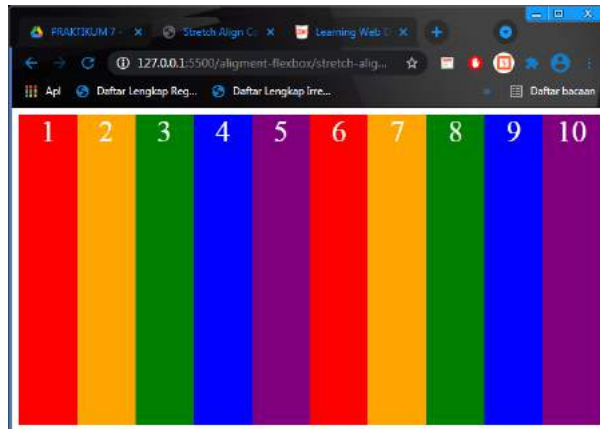 PRAKTIKUM 7 -
Stretch Align Co
Learning Web D
127.0.0.1:5500/aligment-flexbox/stretch-alig...
Apl
Daftar Lengkap Reg...
Daftar Lengkap Irre...
Daftar bacaan
1 2 3 4 5 6 7 8 9 10